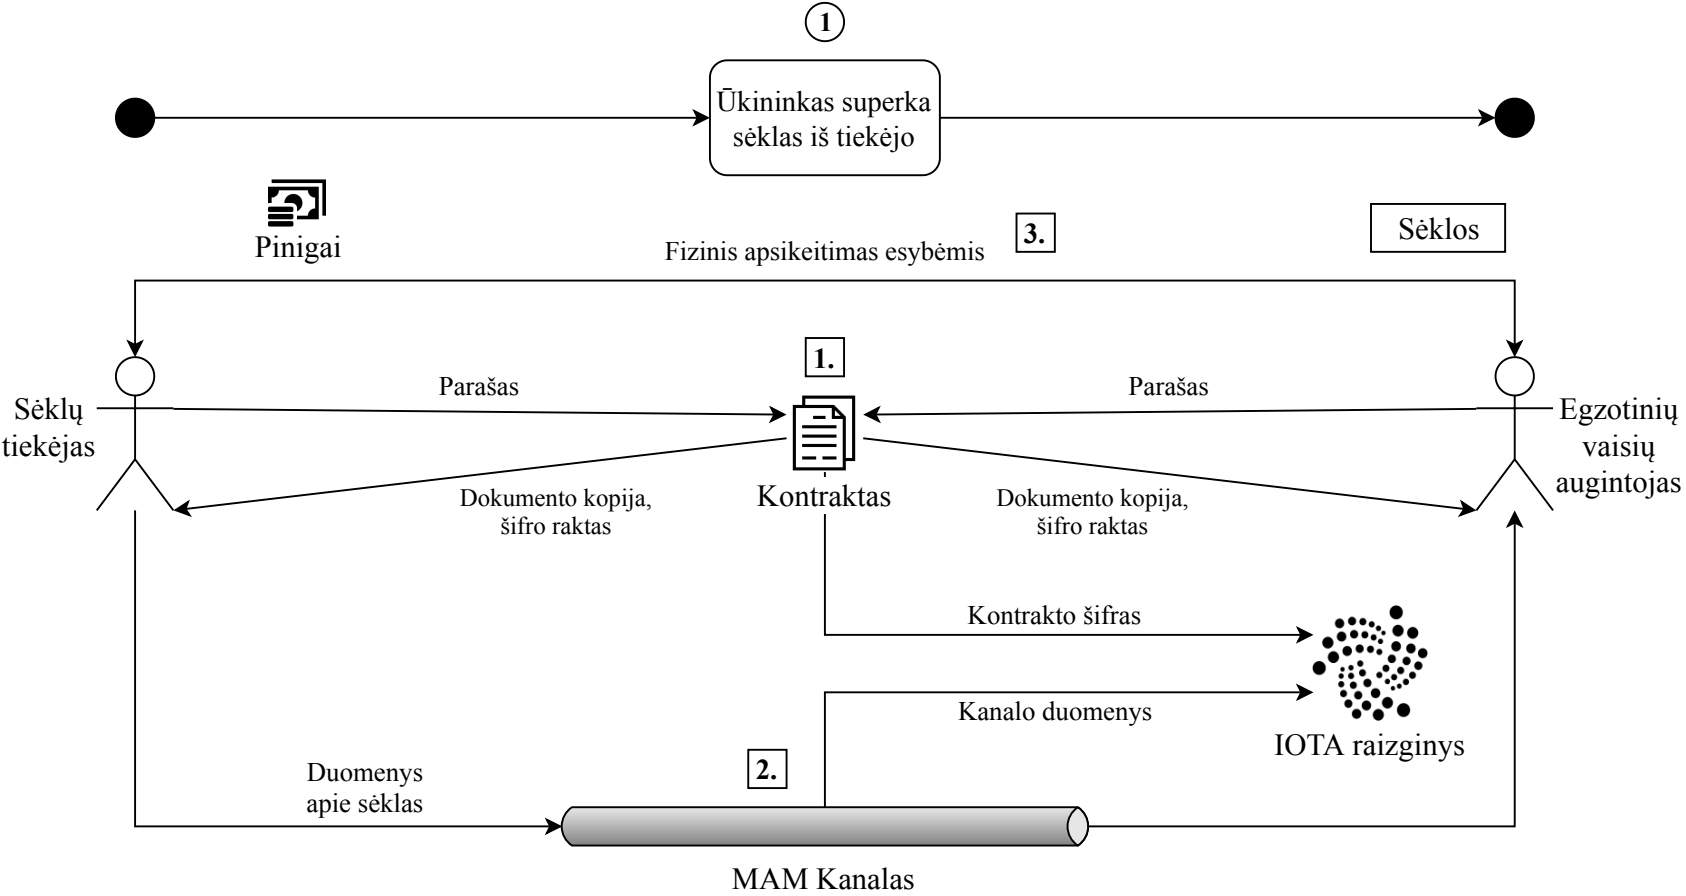 1
Ūkininkas superka
sėklas iš tiekėjo
Pinigai
Fizinis apsikeitimas esybėmis
3.
Sėklos
1.
Parašas
Parašas
Sėklų
tiekėjas
Egzotinių
vaisių
augintojas
Kontraktas
Dokumento kopija,
šifro raktas
Dokumento kopija,
šifro raktas
Kontrakto šifras
Kanalo duomenys
IOTA raizginys
2.
Duomenys
apie sėklas
MAM Kanalas